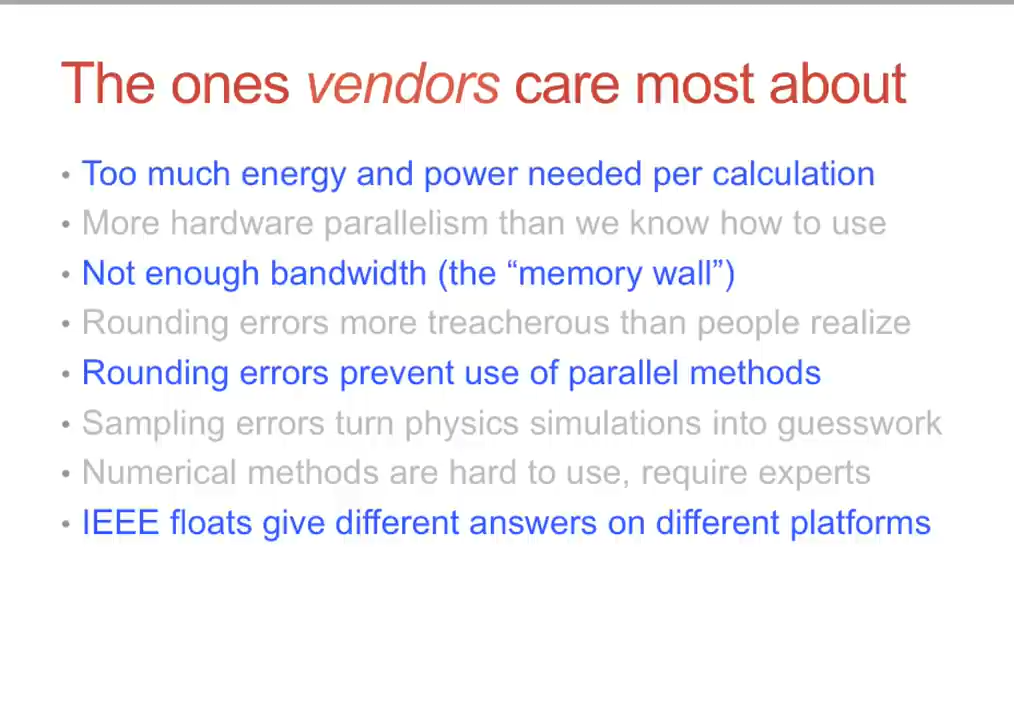 The ones vendors care most about
• Too much energy and power needed per calculation
• More hardware parallelism than we know how to use
• Not enough bandwidth (the “memory wall”)
• Rounding errors more treacherous than people realize
• Rounding errors prevent use of parallel methods
• Sampling errors turn physics simulations into guesswork
• Numerical methods are hard to use, require experts
• IEEE floats give different answers on different platforms